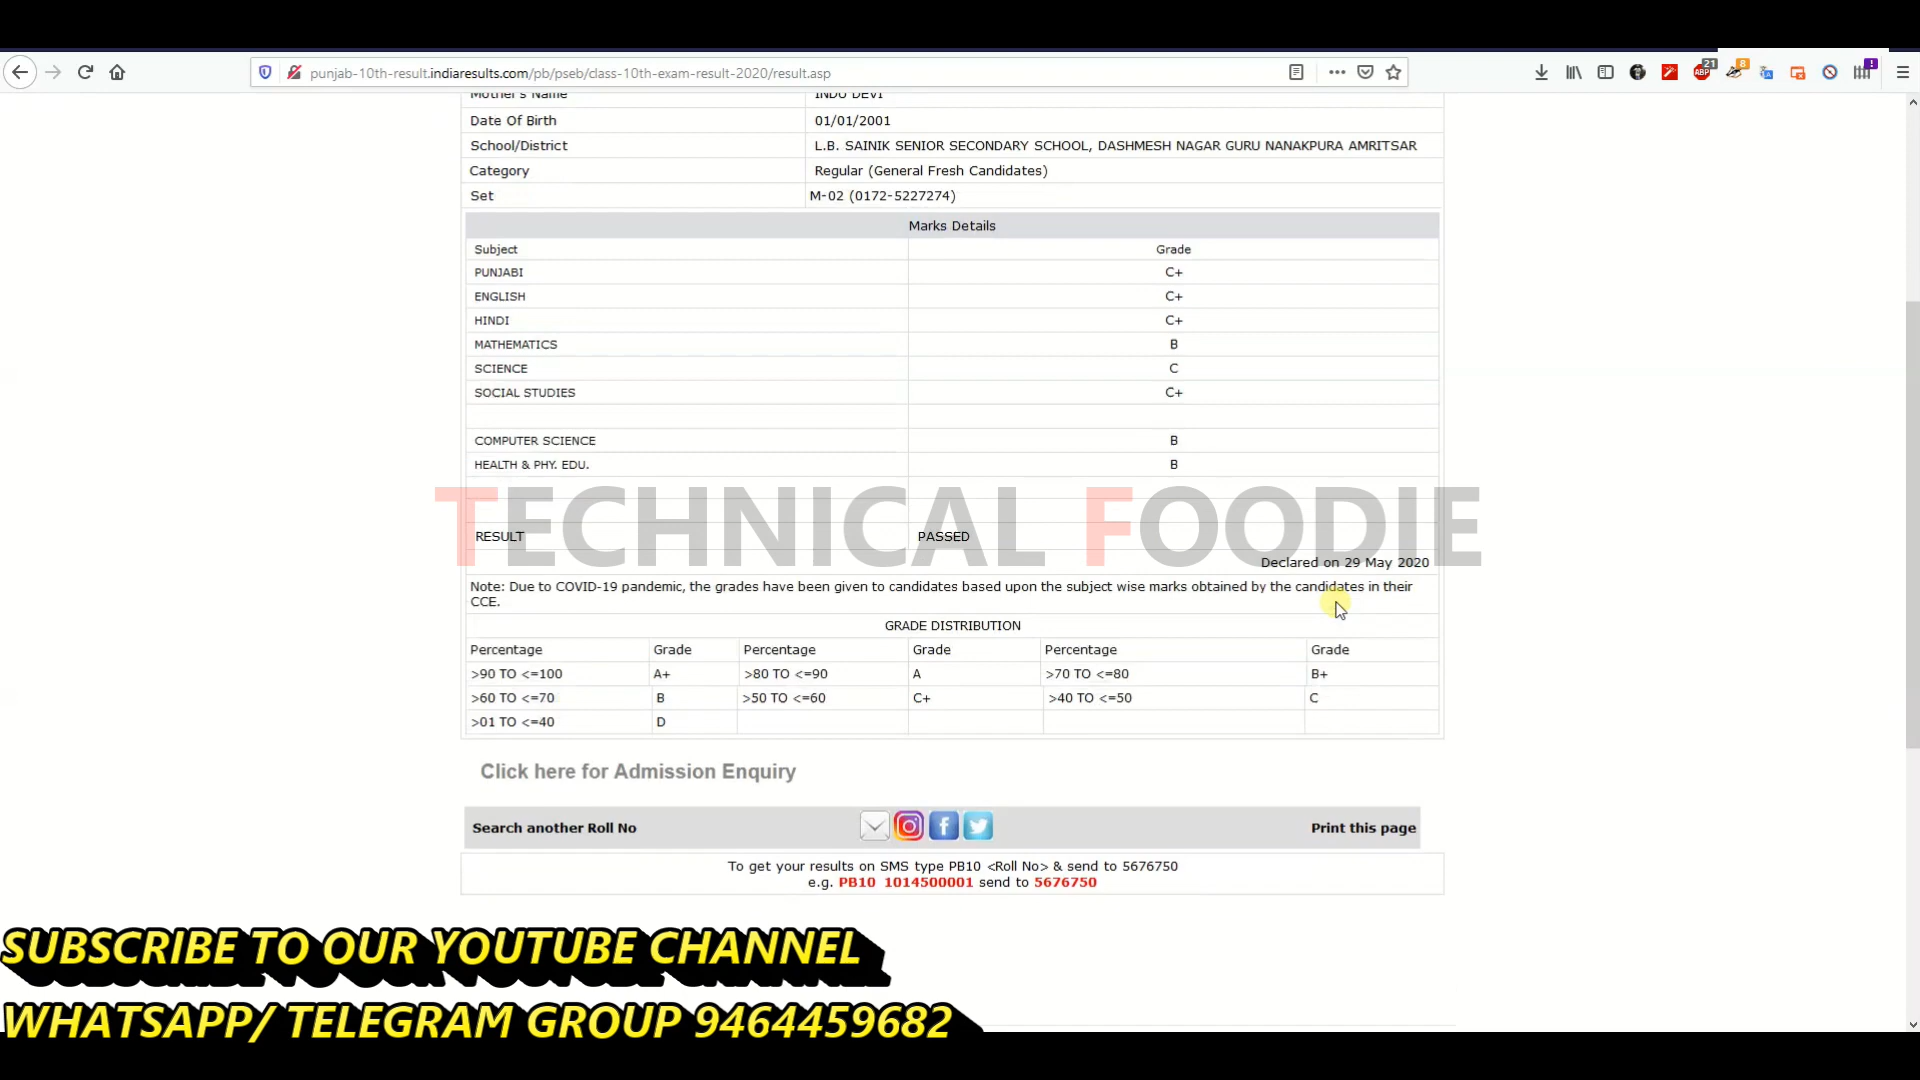 punjab-10th-result.indiaresults.com/pb/pseb/class-10th-exam-result-2020/result.asp
21
8
!
ABP
Mother's Name INDU DEVI
Date Of Birth 01/01/2001
School/District L.B. SAINIK SENIOR SECONDARY SCHOOL, DASHMESH NAGAR GURU NANAKPURA AMRITSAR
Category Regular (General Fresh Candidates)
Set M-02 (0172-5227274)
Marks Details
Subject Grade
PUNJABI C+
ENGLISH C+
HINDI C+
MATHEMATICS B
SCIENCE C
SOCIAL STUDIES C+
COMPUTER SCIENCE B
HEALTH & PHY. EDU. B
TECHNICAL FOODIE
RESULT PASSED
Declared on 29 May 2020
Note: Due to COVID-19 pandemic, the grades have been given to candidates based upon the subject wise marks obtained by the candidates in their
CCE.
GRADE DISTRIBUTION
Percentage Grade Percentage Grade Percentage Grade
>90 TO <=100 A+ >80 TO <=90 A >70 TO <=80 B+
>60 TO <=70 B >50 TO <=60 C+ >40 TO <=50 C
>01 TO <=40 D
Click here for Admission Enquiry
Search another Roll No Print this page
To get your results on SMS type PB10 <Roll No> & send to 5676750
e.g. PB10 1014500001 send to 5676750
SUBSCRIBE TO OUR YOUTUBE CHANNEL
WHATSAPP/ TELEGRAM GROUP 9464459682